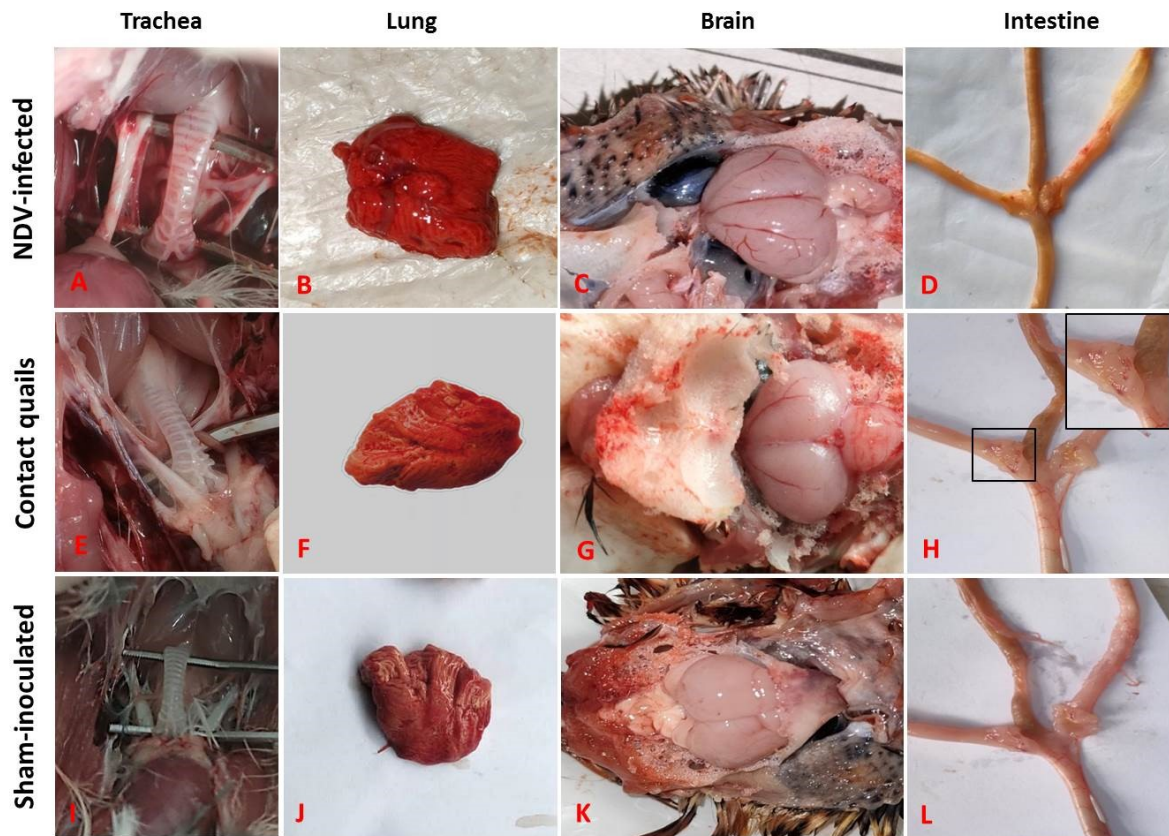 Trachea Lung Brain Intestine
NDV-infected
A B C D
Contact quails
E F G H
Sham-inoculated
I J K L